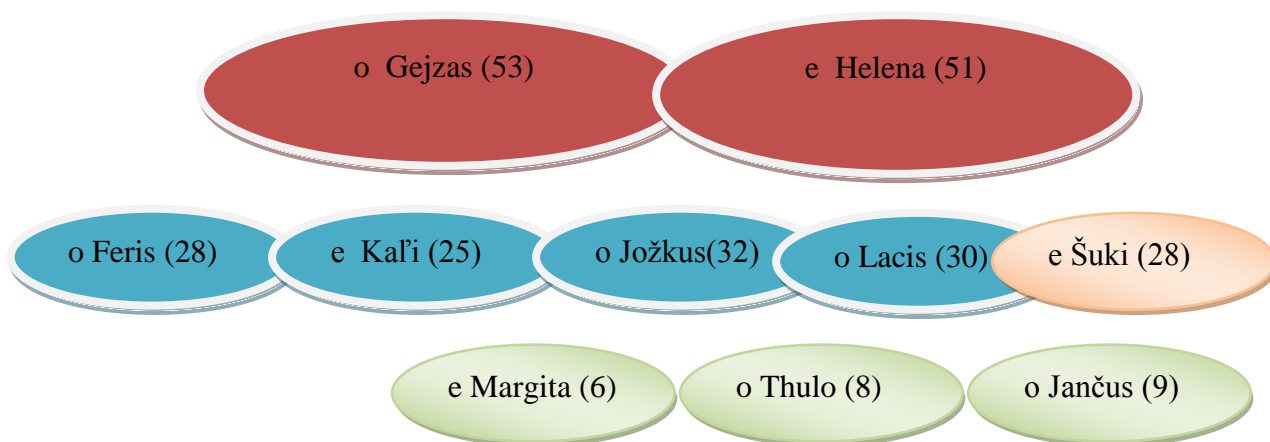 o Gejzas (53) e Helena (51)
o Feris (28) e Kaľi (25) o Jožkus(32) o Lacis (30) e Šuki (28)
e Margita (6) o Thulo (8) o Jančus (9)